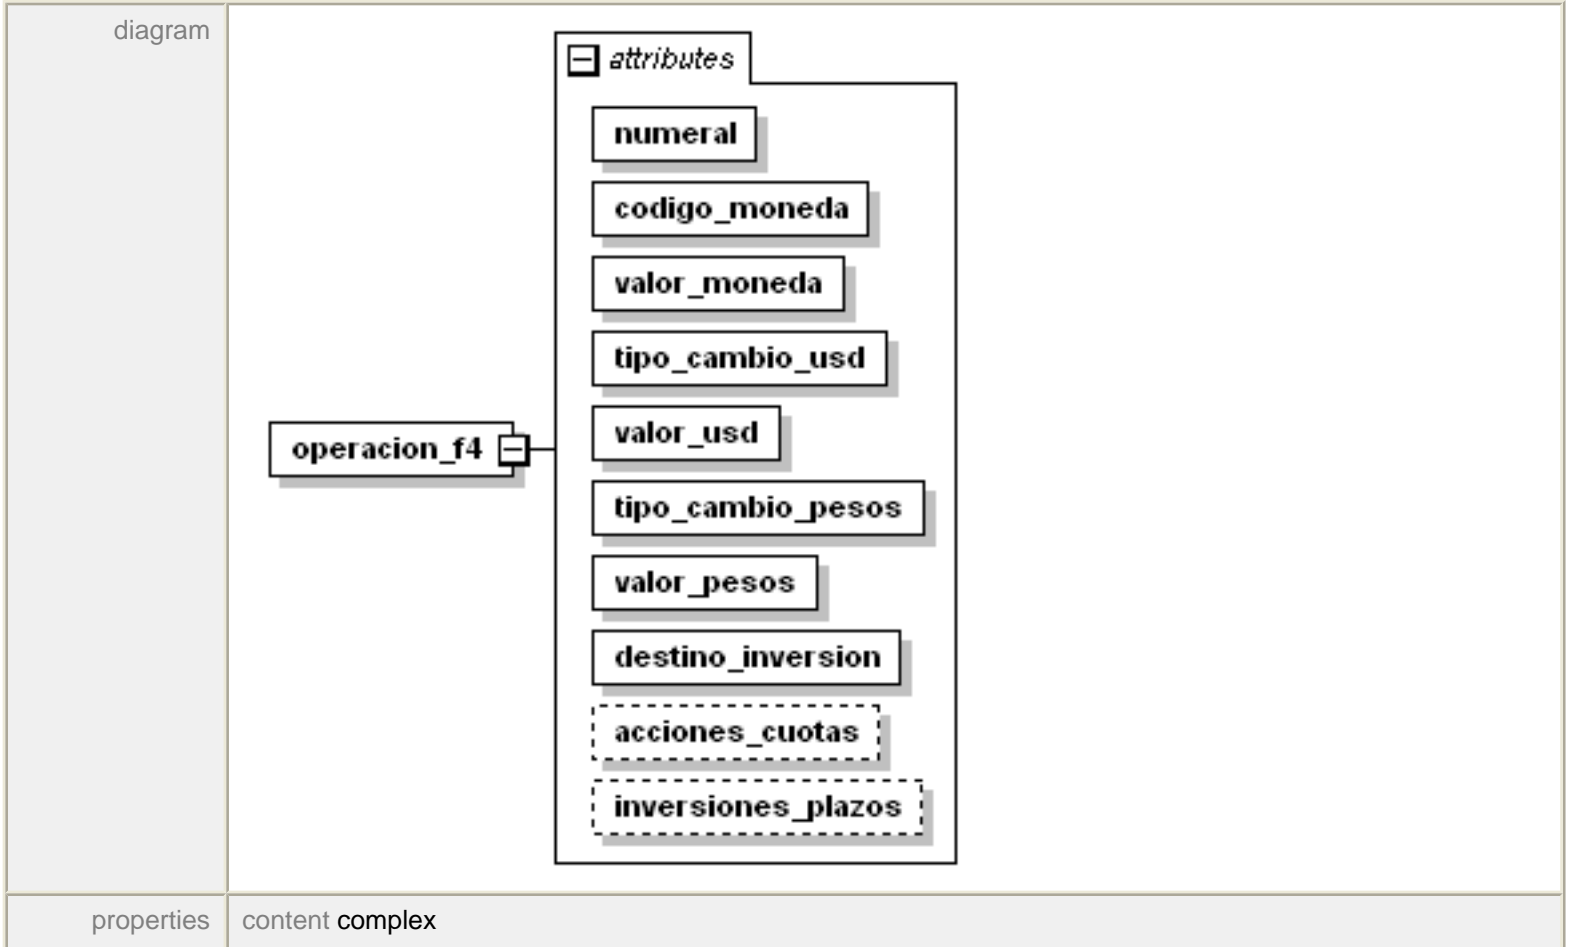 diagram
attributes
numeral
codigo_moneda
valor_moneda
tipo_cambio_usd
valor_usd
operacion_f4
tipo_cambio_pesos
valor_pesos
destino_inversion
acciones_cuotas
inversiones_plazos
properties content complex